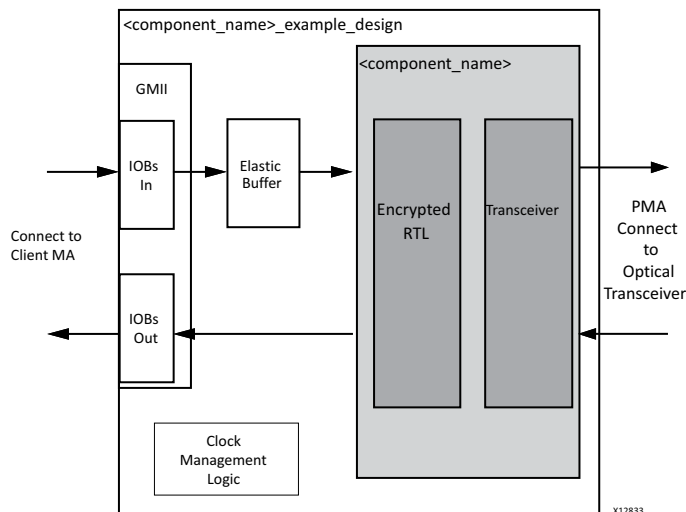 <component_name>_example_design
<component_name>
GMII
IOBs
In
Elastic
Buffer
Encrypted
RTL
Transceiver
PMA
Connect
to
Optical
Transceiver
Connect to
Client MA
IOBs
Out
Clock
Management
Logic
X12833